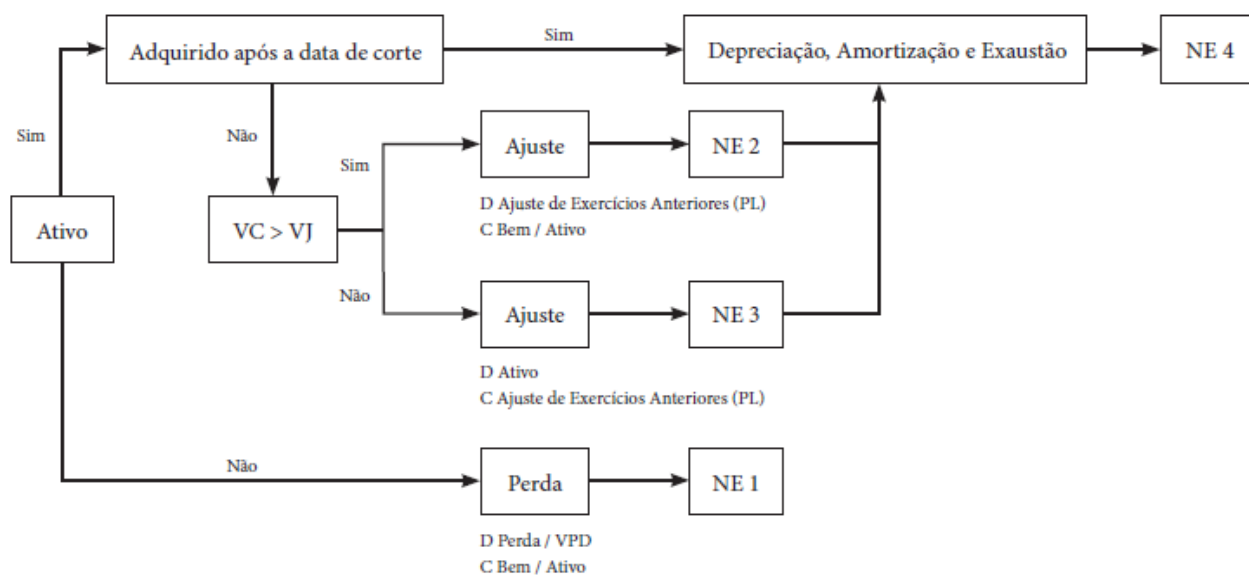 Adquirido após a data de corte
Sim
Depreciação, Amortização e Exaustão
NE 4
Sim
Não
Sim
Ajuste
NE 2
Ativo
VC > VJ
D Ajuste de Exercícios Anteriores (PL)
C Bem / Ativo
Não
Ajuste
NE 3
D Ativo
C Ajuste de Exercícios Anteriores (PL)
Não
Perda
NE 1
D Perda / VPD
C Bem / Ativo